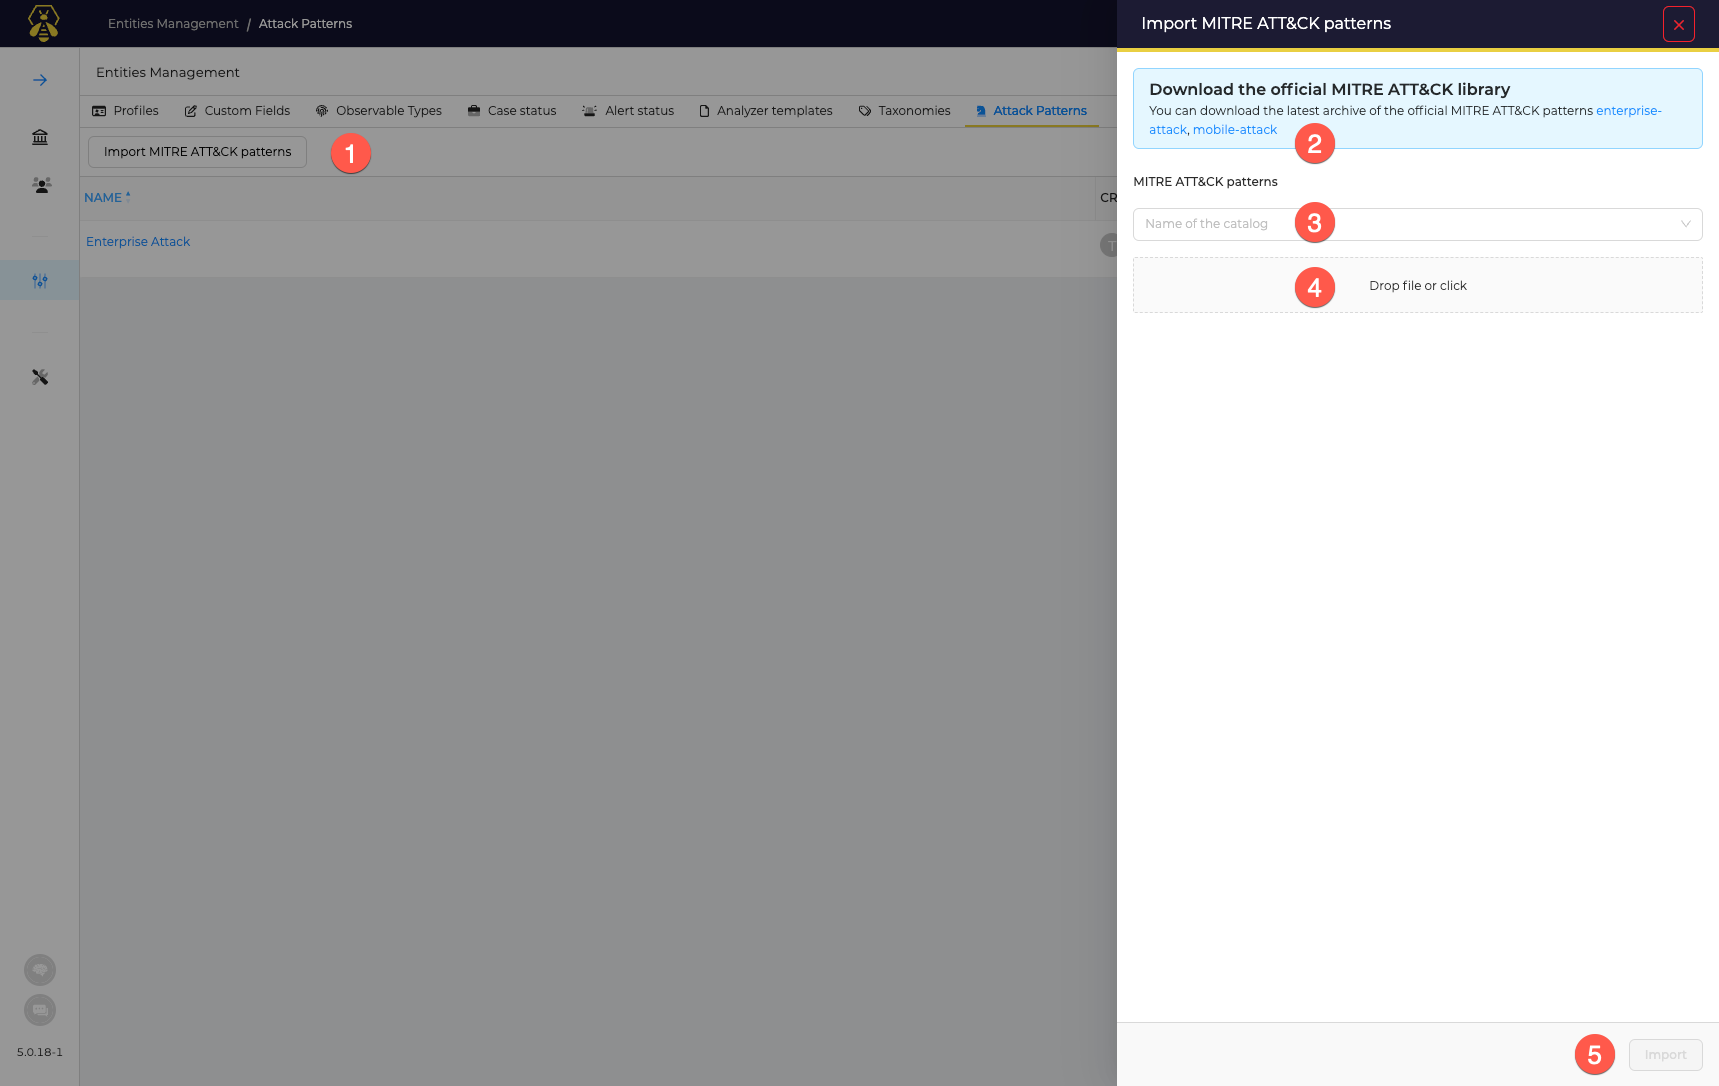 Entities Management / Attack Patterns
Import MITRE ATT&CK patterns
Entities Management
Profiles Custom Fields Observable Types Case status Alert status Analyzer templates Taxonomies Attack Patterns
Import MITRE ATT&CK patterns
1
NAME
CR
Enterprise Attack
T
Download the official MITRE ATT&CK library
You can download the latest archive of the official MITRE ATT&CK patterns enterprise-
attack, mobile-attack
2
MITRE ATT&CK patterns
Name of the catalog
3
4
Drop file or click
5.0.18-1
5
Import